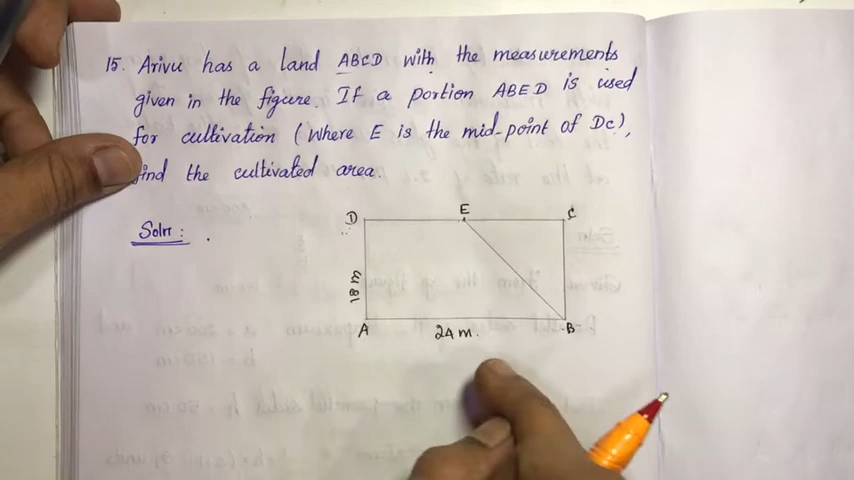 15. Arivu has a land ABCD with the measurements
given in the figure. If a portion ABED is used
for cultivation (Where E is the mid-point of DC),
find the cultivated area.
Soln:
D E C
18m
A 24 m. B